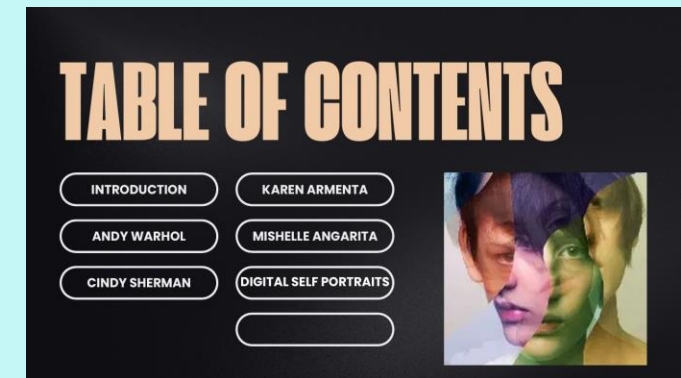 TABLE OF CONTENTS
INTRODUCTION
ANDY WARHOL
CINDY SHERMAN
KAREN ARMENTA
MISHELLE ANGARITA
DIGITAL SELF PORTRAITS